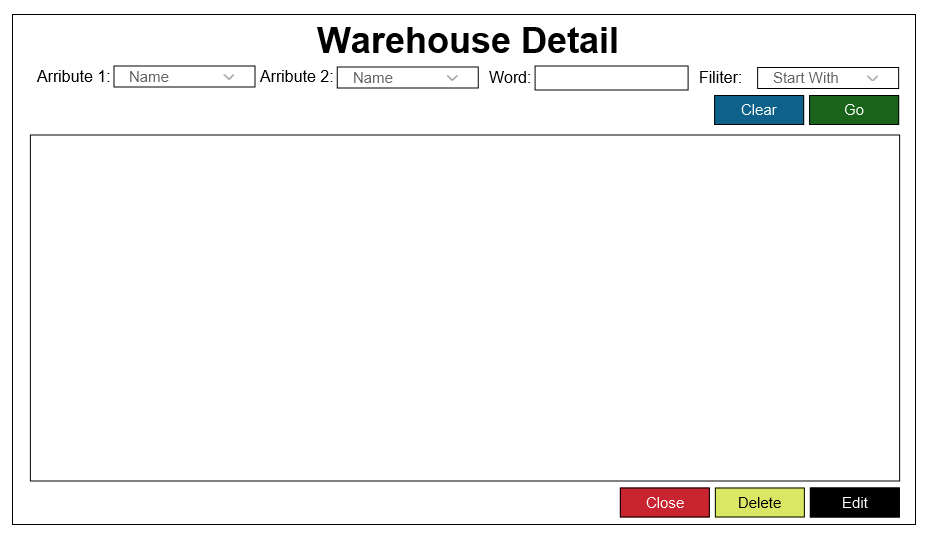 Warehouse Detail
Arribute 1: Name Arribute 2: Name Word: Filiter: Start With
Clear Go
Close Delete Edit